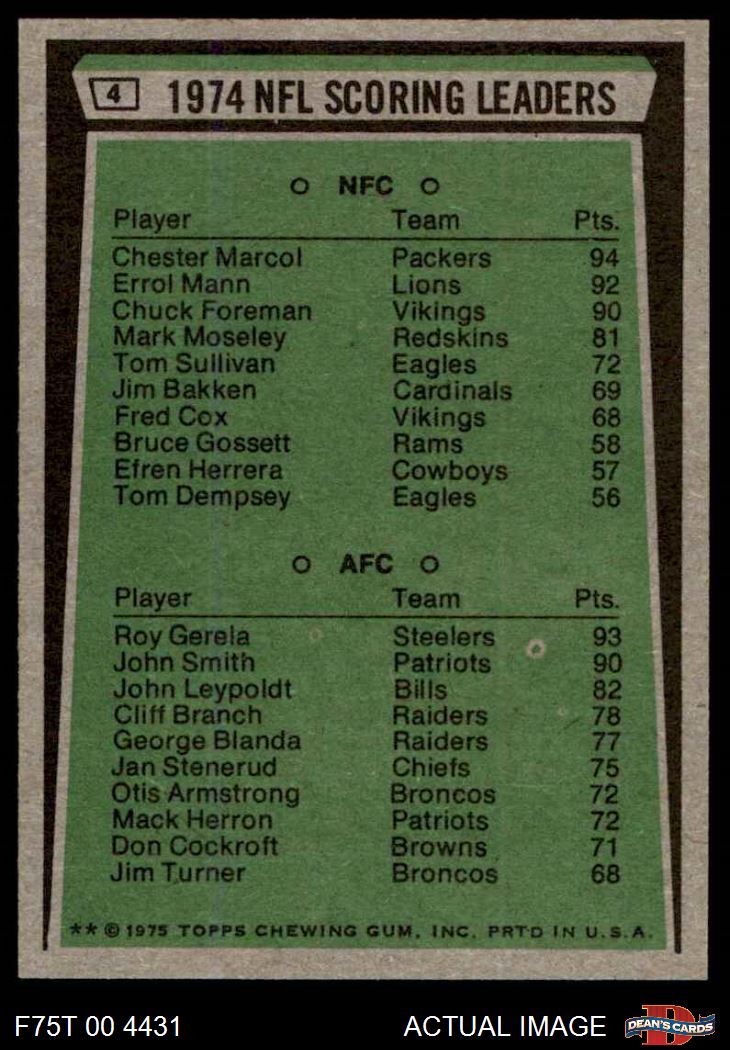 4 1974 NFL SCORING LEADERS
NFC
Player Team Pts.
Chester Marcol Packers 94
Errol Mann Lions 92
Chuck Foreman Vikings 90
Mark Moseley Redskins 81
Tom Sullivan Eagles 72
Jim Bakken Cardinals 69
Fred Cox Vikings 68
Bruce Gossett Rams 58
Efren Herrera Cowboys 57
Tom Dempsey Eagles 56
AFC
Player Team Pts.
Roy Gerela Steelers 93
John Smith Patriots 90
John Leypoldt Bills 82
Cliff Branch Raiders 78
George Blanda Raiders 77
Jan Stenerud Chiefs 75
Otis Armstrong Broncos 72
Mack Herron Patriots 72
Don Cockroft Browns 71
Jim Turner Broncos 68
** © 1975 TOPPS CHEWING GUM, INC. PRT'D IN U.S.A.
F75T 00 4431 ACTUAL IMAGE D DEAN'S CARDS